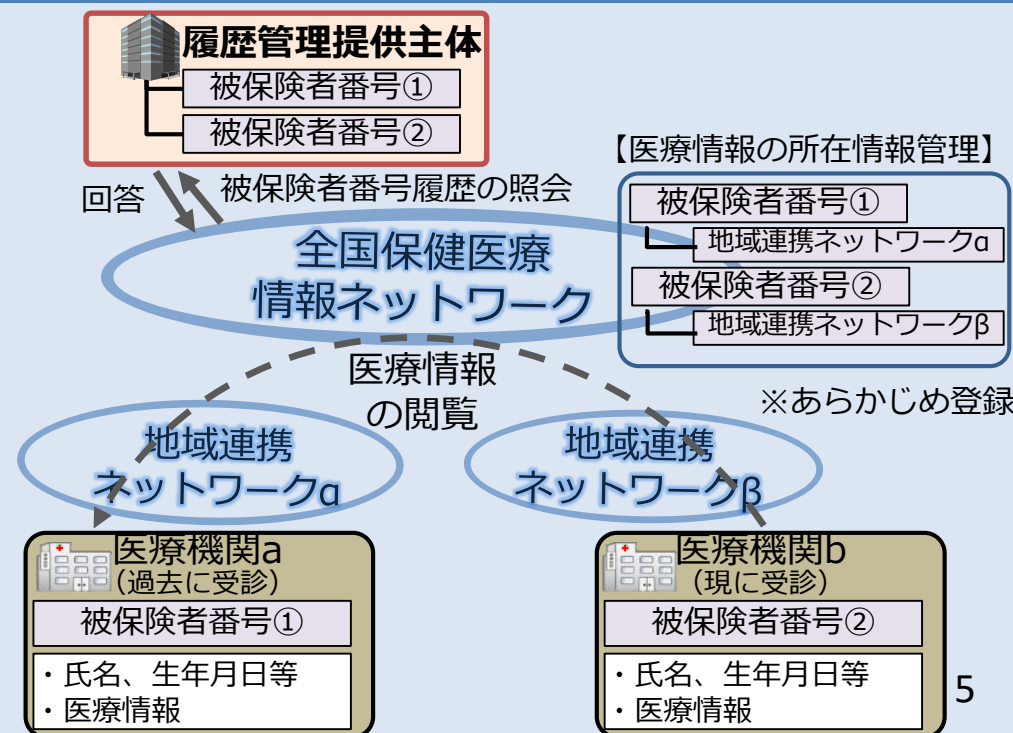 履歴管理提供主体
被保険者番号①
被保険者番号②
回答
被保険者番号履歴の照会
【医療情報の所在情報管理】
被保険者番号①
地域連携ネットワークα
被保険者番号②
地域連携ネットワークβ
※あらかじめ登録
全国保健医療
情報ネットワーク
医療情報
の閲覧
地域連携
ネットワークα
地域連携
ネットワークβ
医療機関a
（過去に受診）
被保険者番号①
・氏名、生年月日等
・医療情報
医療機関b
（現に受診）
被保険者番号②
・氏名、生年月日等
・医療情報
5